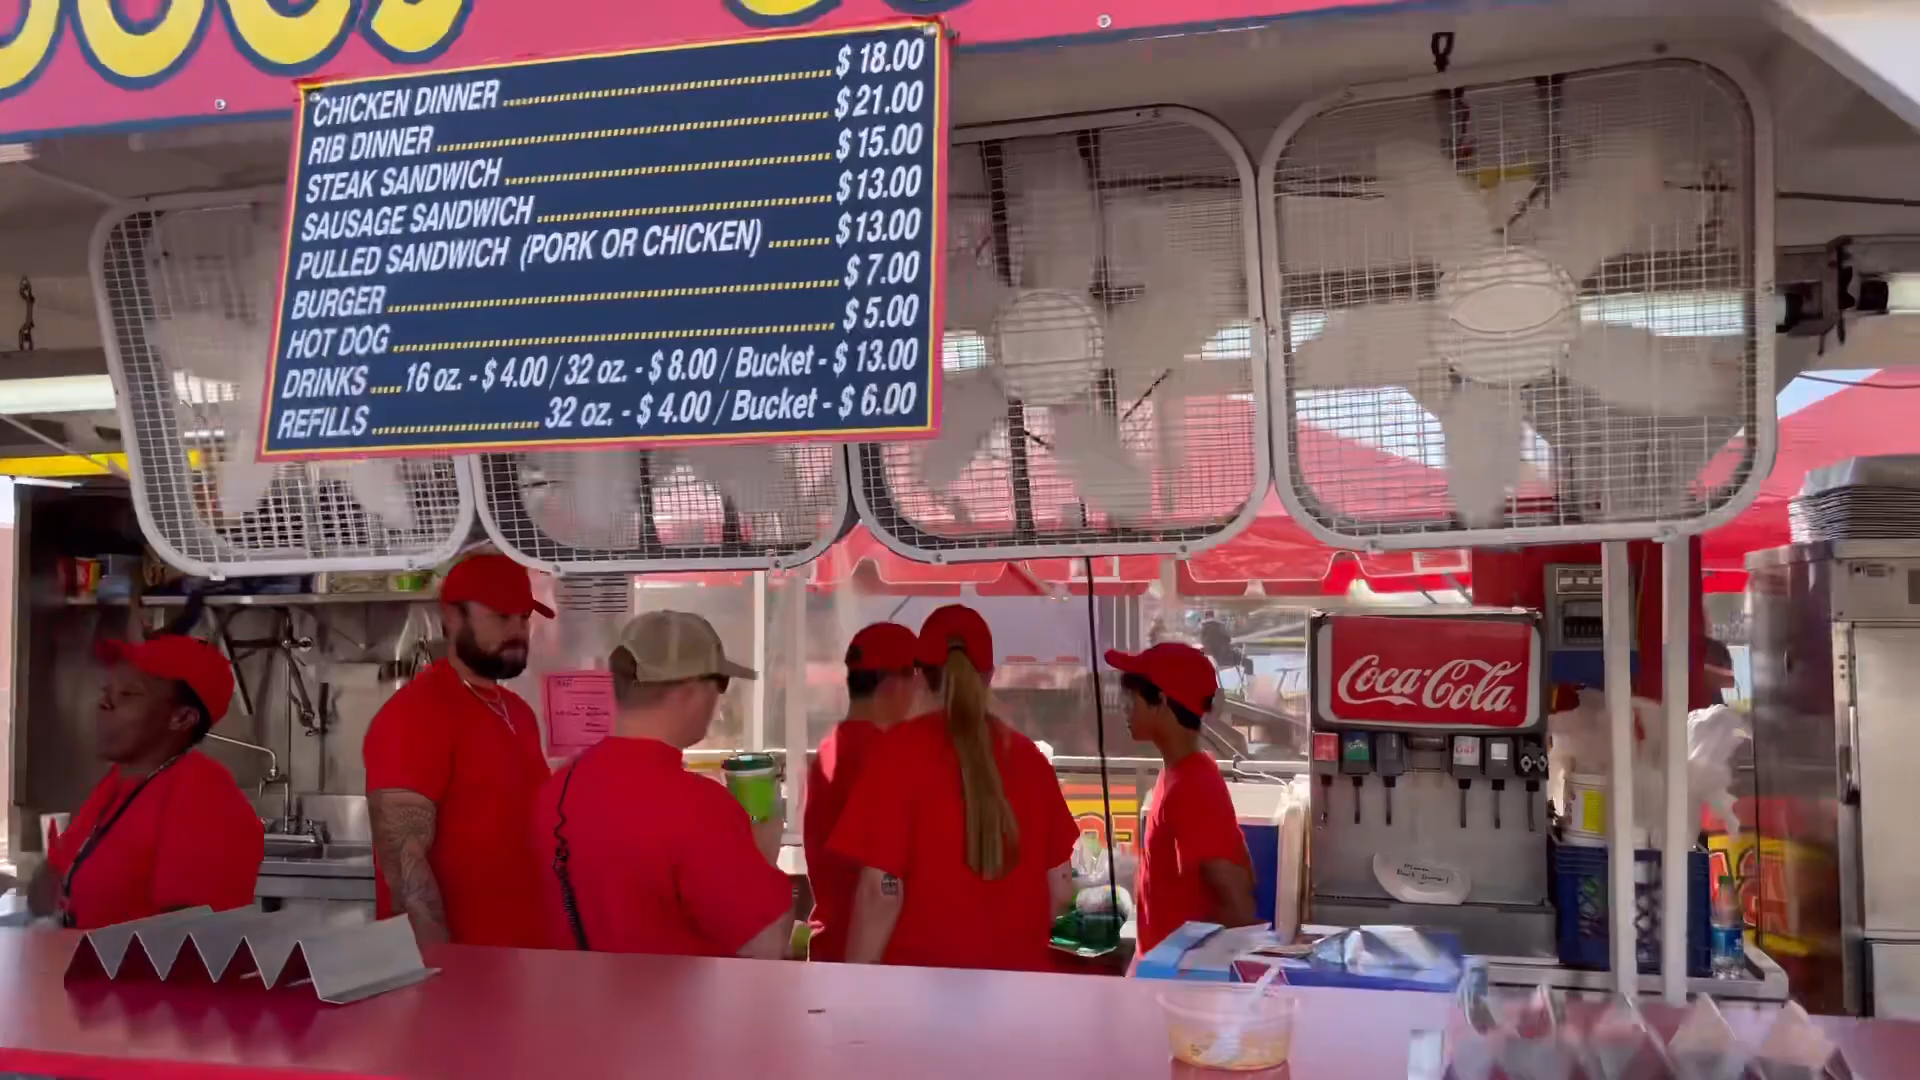 CHICKEN DINNER ........ $ 18.00
RIB DINNER ........ $ 21.00
STEAK SANDWICH ........ $ 15.00
SAUSAGE SANDWICH ........ $ 13.00
PULLED SANDWICH (PORK OR CHICKEN) ........ $ 13.00
BURGER ........ $ 7.00
HOT DOG ........ $ 5.00
DRINKS .... 16 oz. - $ 4.00 / 32 oz. - $ 8.00 / Bucket - $ 13.00
REFILLS ........ 32 oz. - $ 4.00 / Bucket - $ 6.00
Coca-Cola